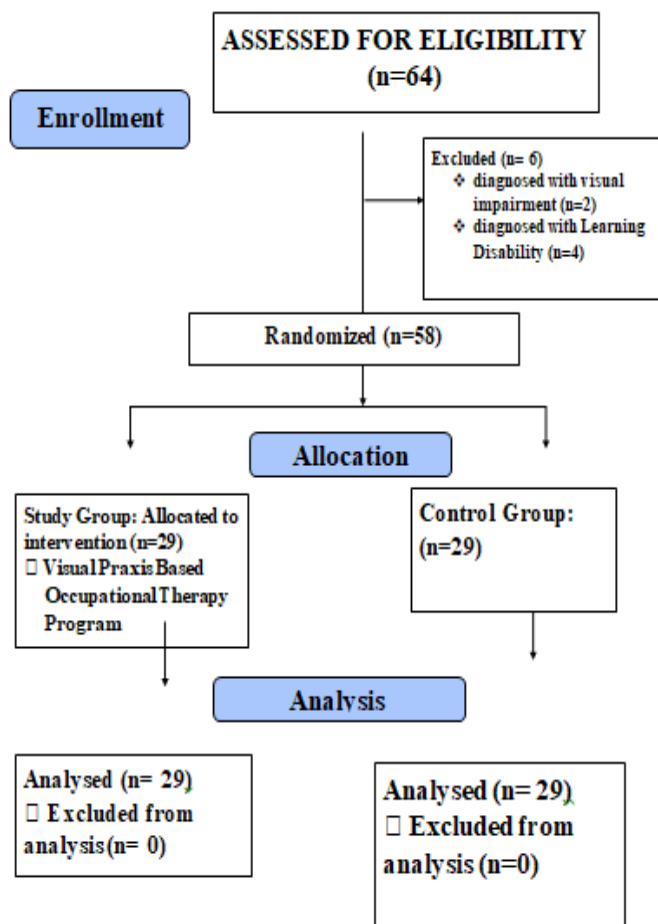 ASSESSED FOR ELIGIBILITY
(n=64)
Enrollment
Excluded (n= 6)
❖ diagnosed with visual
impairment (n=2)
❖ diagnosed with Learning
Disability (n=4)
Randomized (n=58)
Allocation
Study Group: Allocated to
intervention (n=29)
□ Visual Praxis Based
Occupational Therapy
Program
Control Group:
(n=29)
Analysis
Analysed (n= 29)
□ Excluded from
analysis (n= 0)
Analysed (n= 29)
□ Excluded from
analysis (n=0)